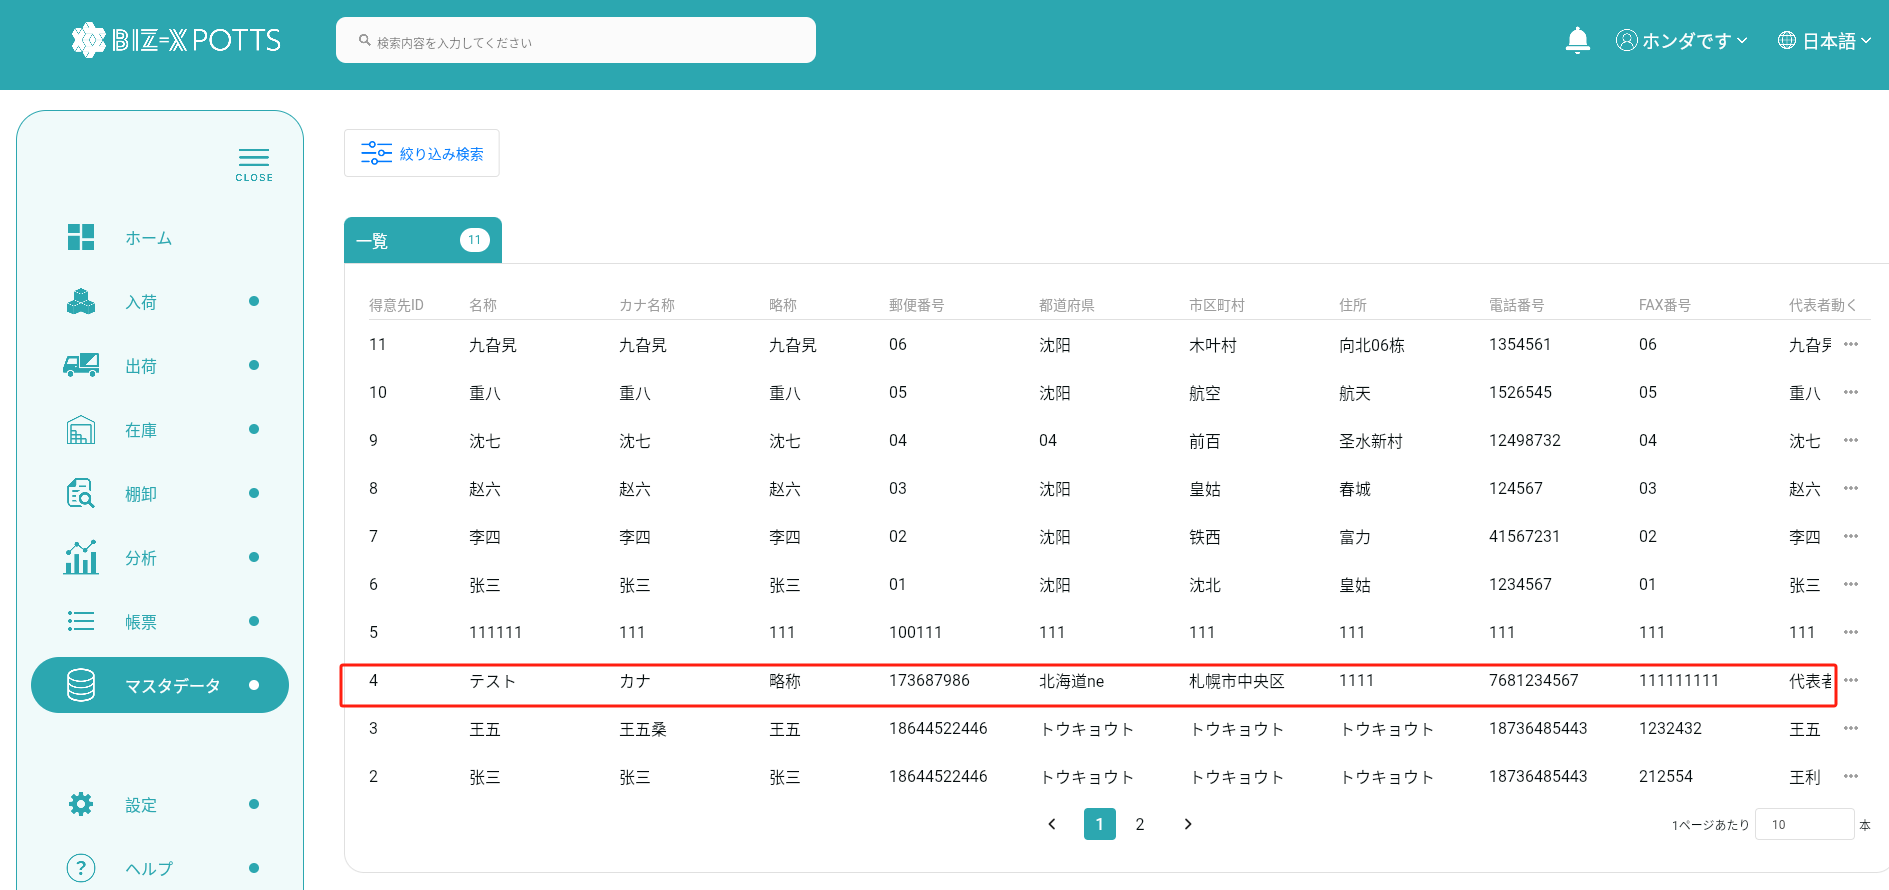 BIZ-X POTTS
検索内容を入力してください
ホンダです
日本語
CLOSE
ホーム
入荷
出荷
在庫
棚卸
分析
帳票
マスタデータ
設定
ヘルプ
絞り込み検索
一覧 11
得意先ID 名称 カナ名称 略称 郵便番号 都道府県 市区町村 住所 電話番号 FAX番号 代表者動く
11 九旮旯 九旮旯 九旮旯 06 沈阳 木叶村 向北06栋 1354561 06 九旮旯
10 重八 重八 重八 05 沈阳 航空 航天 1526545 05 重八
9 沈七 沈七 沈七 04 04 前百 圣水新村 12498732 04 沈七
8 赵六 赵六 赵六 03 沈阳 皇姑 春城 124567 03 赵六
7 李四 李四 李四 02 沈阳 铁西 富力 41567231 02 李四
6 张三 张三 张三 01 沈阳 沈北 皇姑 1234567 01 张三
5 111111 111 111 100111 111 111 111 111 111 111
4 テスト カナ 略称 173687986 北海道ne 札幌市中央区 1111 7681234567 111111111 代表者
3 王五 王五桑 王五 18644522446 トウキョウト トウキョウト トウキョウト 18736485443 1232432 王五
2 张三 张三 张三 18644522446 トウキョウト トウキョウト トウキョウト 18736485443 212554 王利
1 2
1ページあたり 10 本